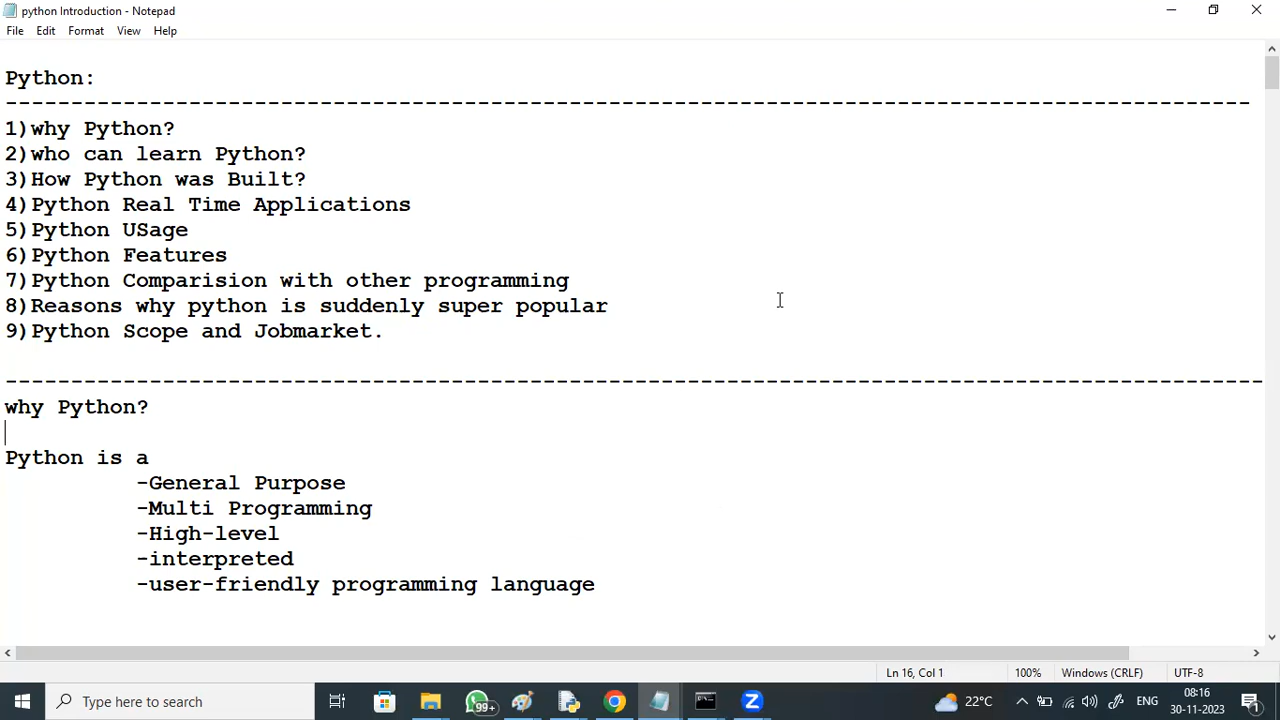 python Introduction - Notepad
File Edit Format View Help
Python:
-----------------------------------------------------------------------------------------------
1)why Python?
2)who can learn Python?
3)How Python was Built?
4)Python Real Time Applications
5)Python USage
6)Python Features
7)Python Comparision with other programming
8)Reasons why python is suddenly super popular
9)Python Scope and Jobmarket.
------------------------------------------------------------------------------------------------
why Python?
Python is a
-General Purpose
-Multi Programming
-High-level
-interpreted
-user-friendly programming language
Ln 16, Col 1 100% Windows (CRLF) UTF-8
Type here to search 99+ 22°C ENG 08:16
30-11-2023 1